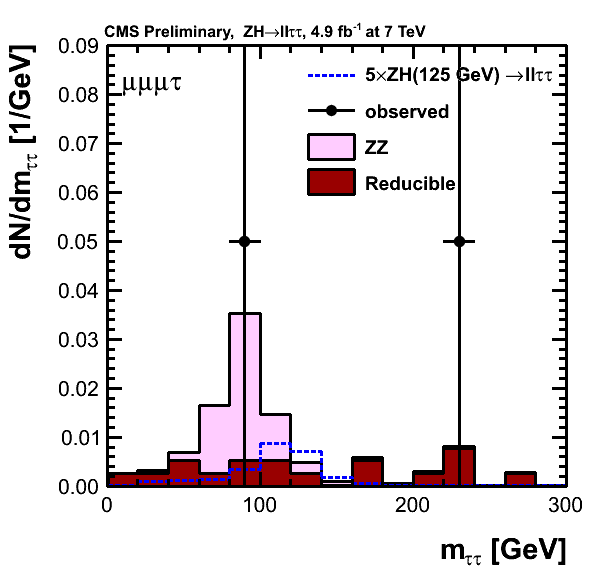 CMS Preliminary, ZH→llττ, 4.9 fb⁻¹ at 7 TeV
dN/dm_ττ [1/GeV]
μμμτ
5×ZH(125 GeV) →llττ
observed
ZZ
Reducible
0.09
0.08
0.07
0.06
0.05
0.04
0.03
0.02
0.01
0.00
0 100 200 300
m_ττ [GeV]